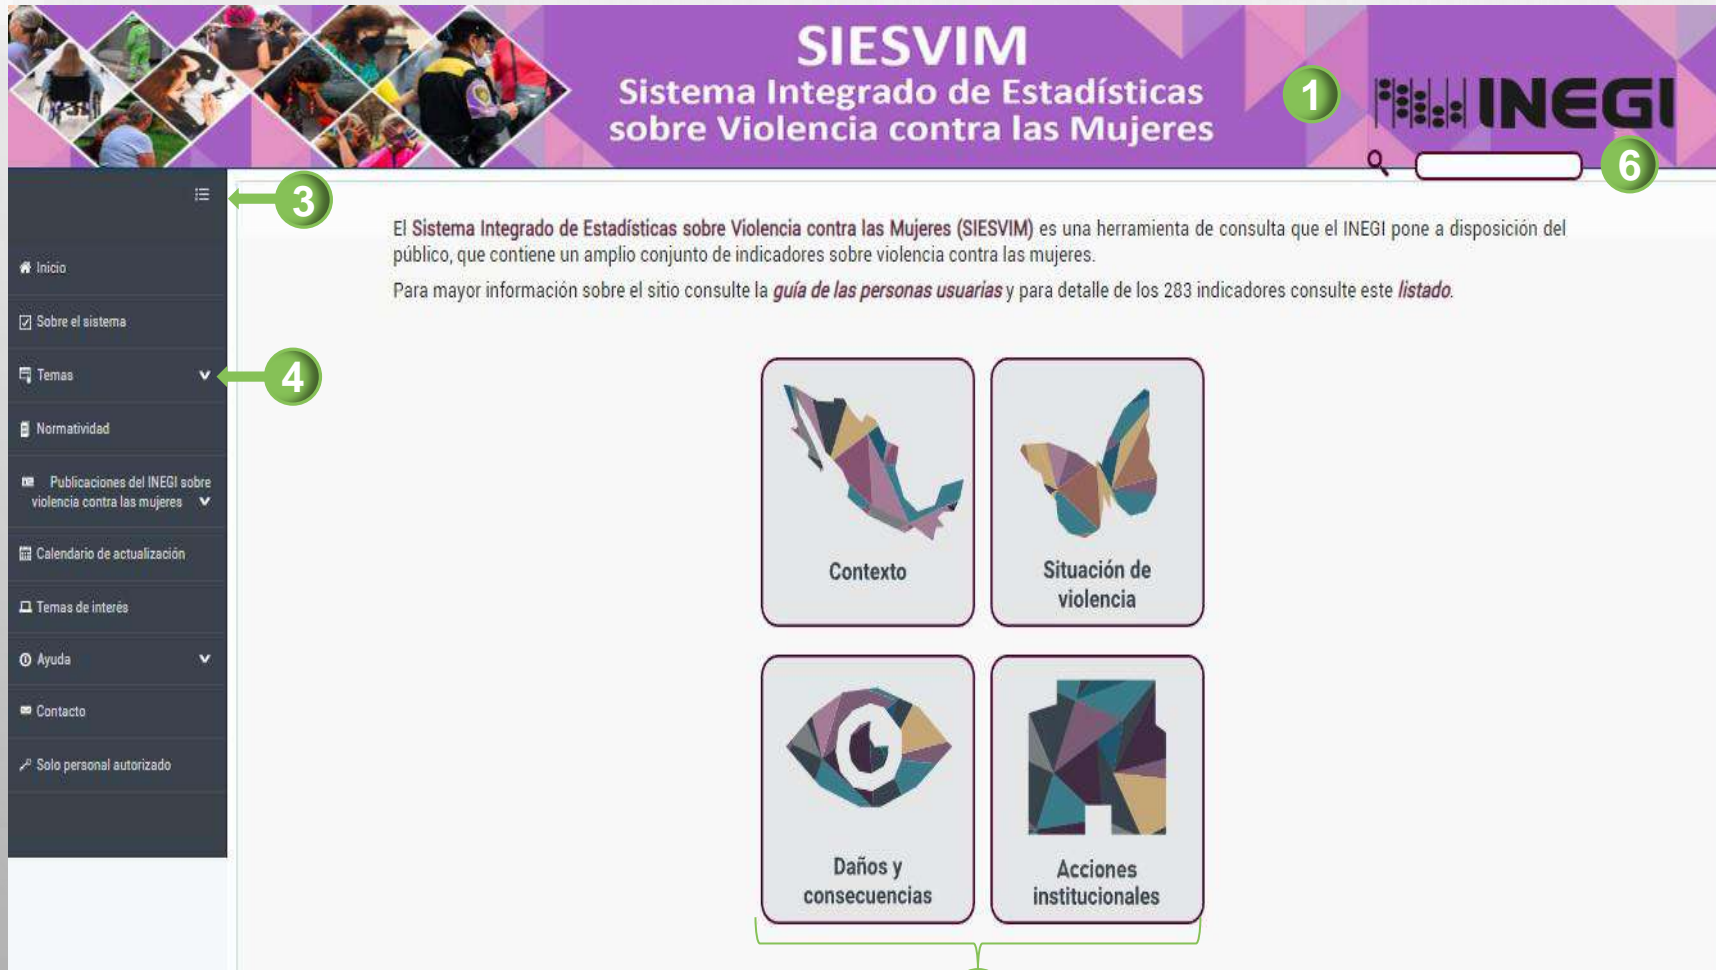 SIESVIM
Sistema Integrado de Estadísticas
sobre Violencia contra las Mujeres
1
INEGI
6
3
Inicio
Sobre el sistema
Temas
4
Normatividad
Publicaciones del INEGI sobre
violencia contra las mujeres
Calendario de actualización
Temas de interés
Ayuda
Contacto
Solo personal autorizado
El Sistema Integrado de Estadísticas sobre Violencia contra las Mujeres (SIESVIM) es una herramienta de consulta que el INEGI pone a disposición del
público, que contiene un amplio conjunto de indicadores sobre violencia contra las mujeres.
Para mayor información sobre el sitio consulte la guía de las personas usuarias y para detalle de los 283 indicadores consulte este listado.
Contexto
Situación de
violencia
Daños y
consecuencias
Acciones
institucionales